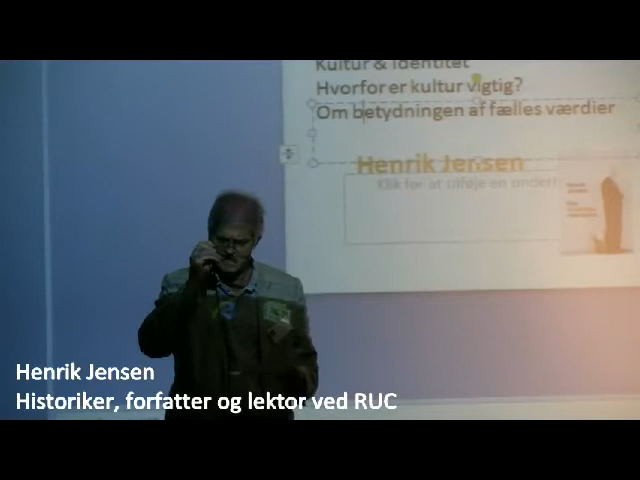 Kultur & Identitet
Hvorfor er kultur vigtig?
Om betydningen af fælles værdier
Henrik Jensen
Klik for at tilføje en undert
Henrik Jensen
Historiker, forfatter og lektor ved RUC